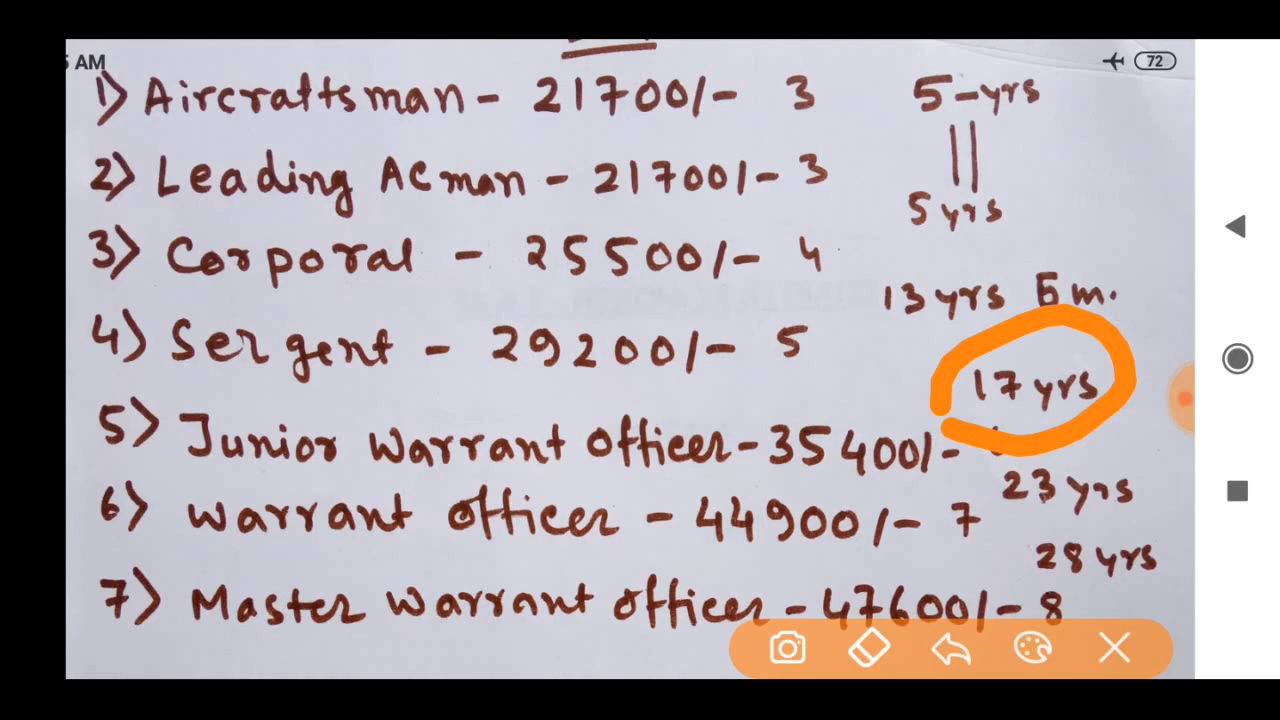 5 AM 72
1) Aircraftsman - 21700/- 3 5-yrs
2) Leading ACman - 21700/- 3
5 yrs
3) Corporal - 25500/- 4
13 yrs 6 m.
4) Sergent - 29200/- 5
17 yrs
5) Junior Warrant Officer - 35400/-
23 yrs
6) Warrant Officer - 44900/- 7
28 yrs
7) Master Warrant Officer - 47600/- 8